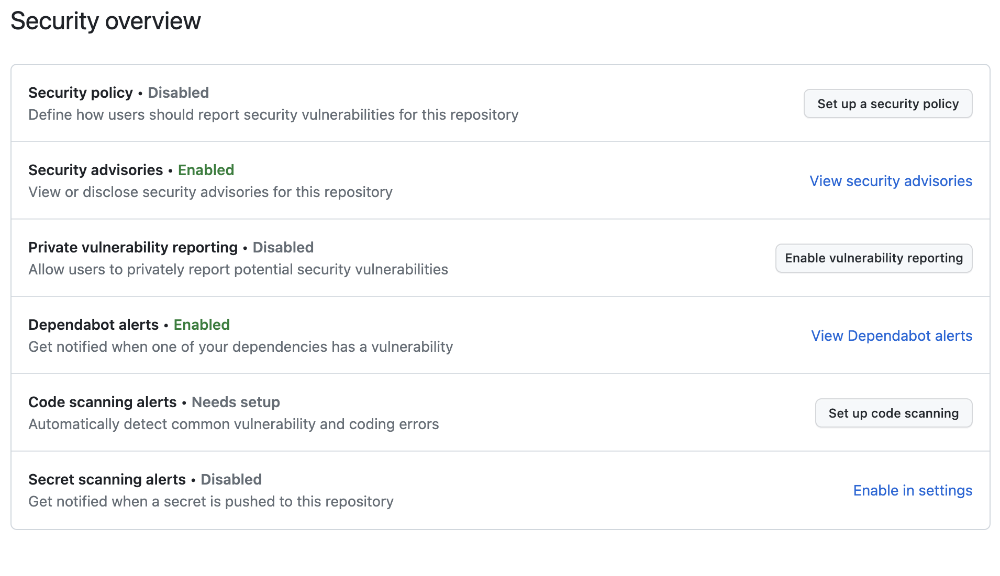 Security overview
Security policy • Disabled
Define how users should report security vulnerabilities for this repository
Set up a security policy
Security advisories • Enabled
View or disclose security advisories for this repository
View security advisories
Private vulnerability reporting • Disabled
Allow users to privately report potential security vulnerabilities
Enable vulnerability reporting
Dependabot alerts • Enabled
Get notified when one of your dependencies has a vulnerability
View Dependabot alerts
Code scanning alerts • Needs setup
Automatically detect common vulnerability and coding errors
Set up code scanning
Secret scanning alerts • Disabled
Get notified when a secret is pushed to this repository
Enable in settings